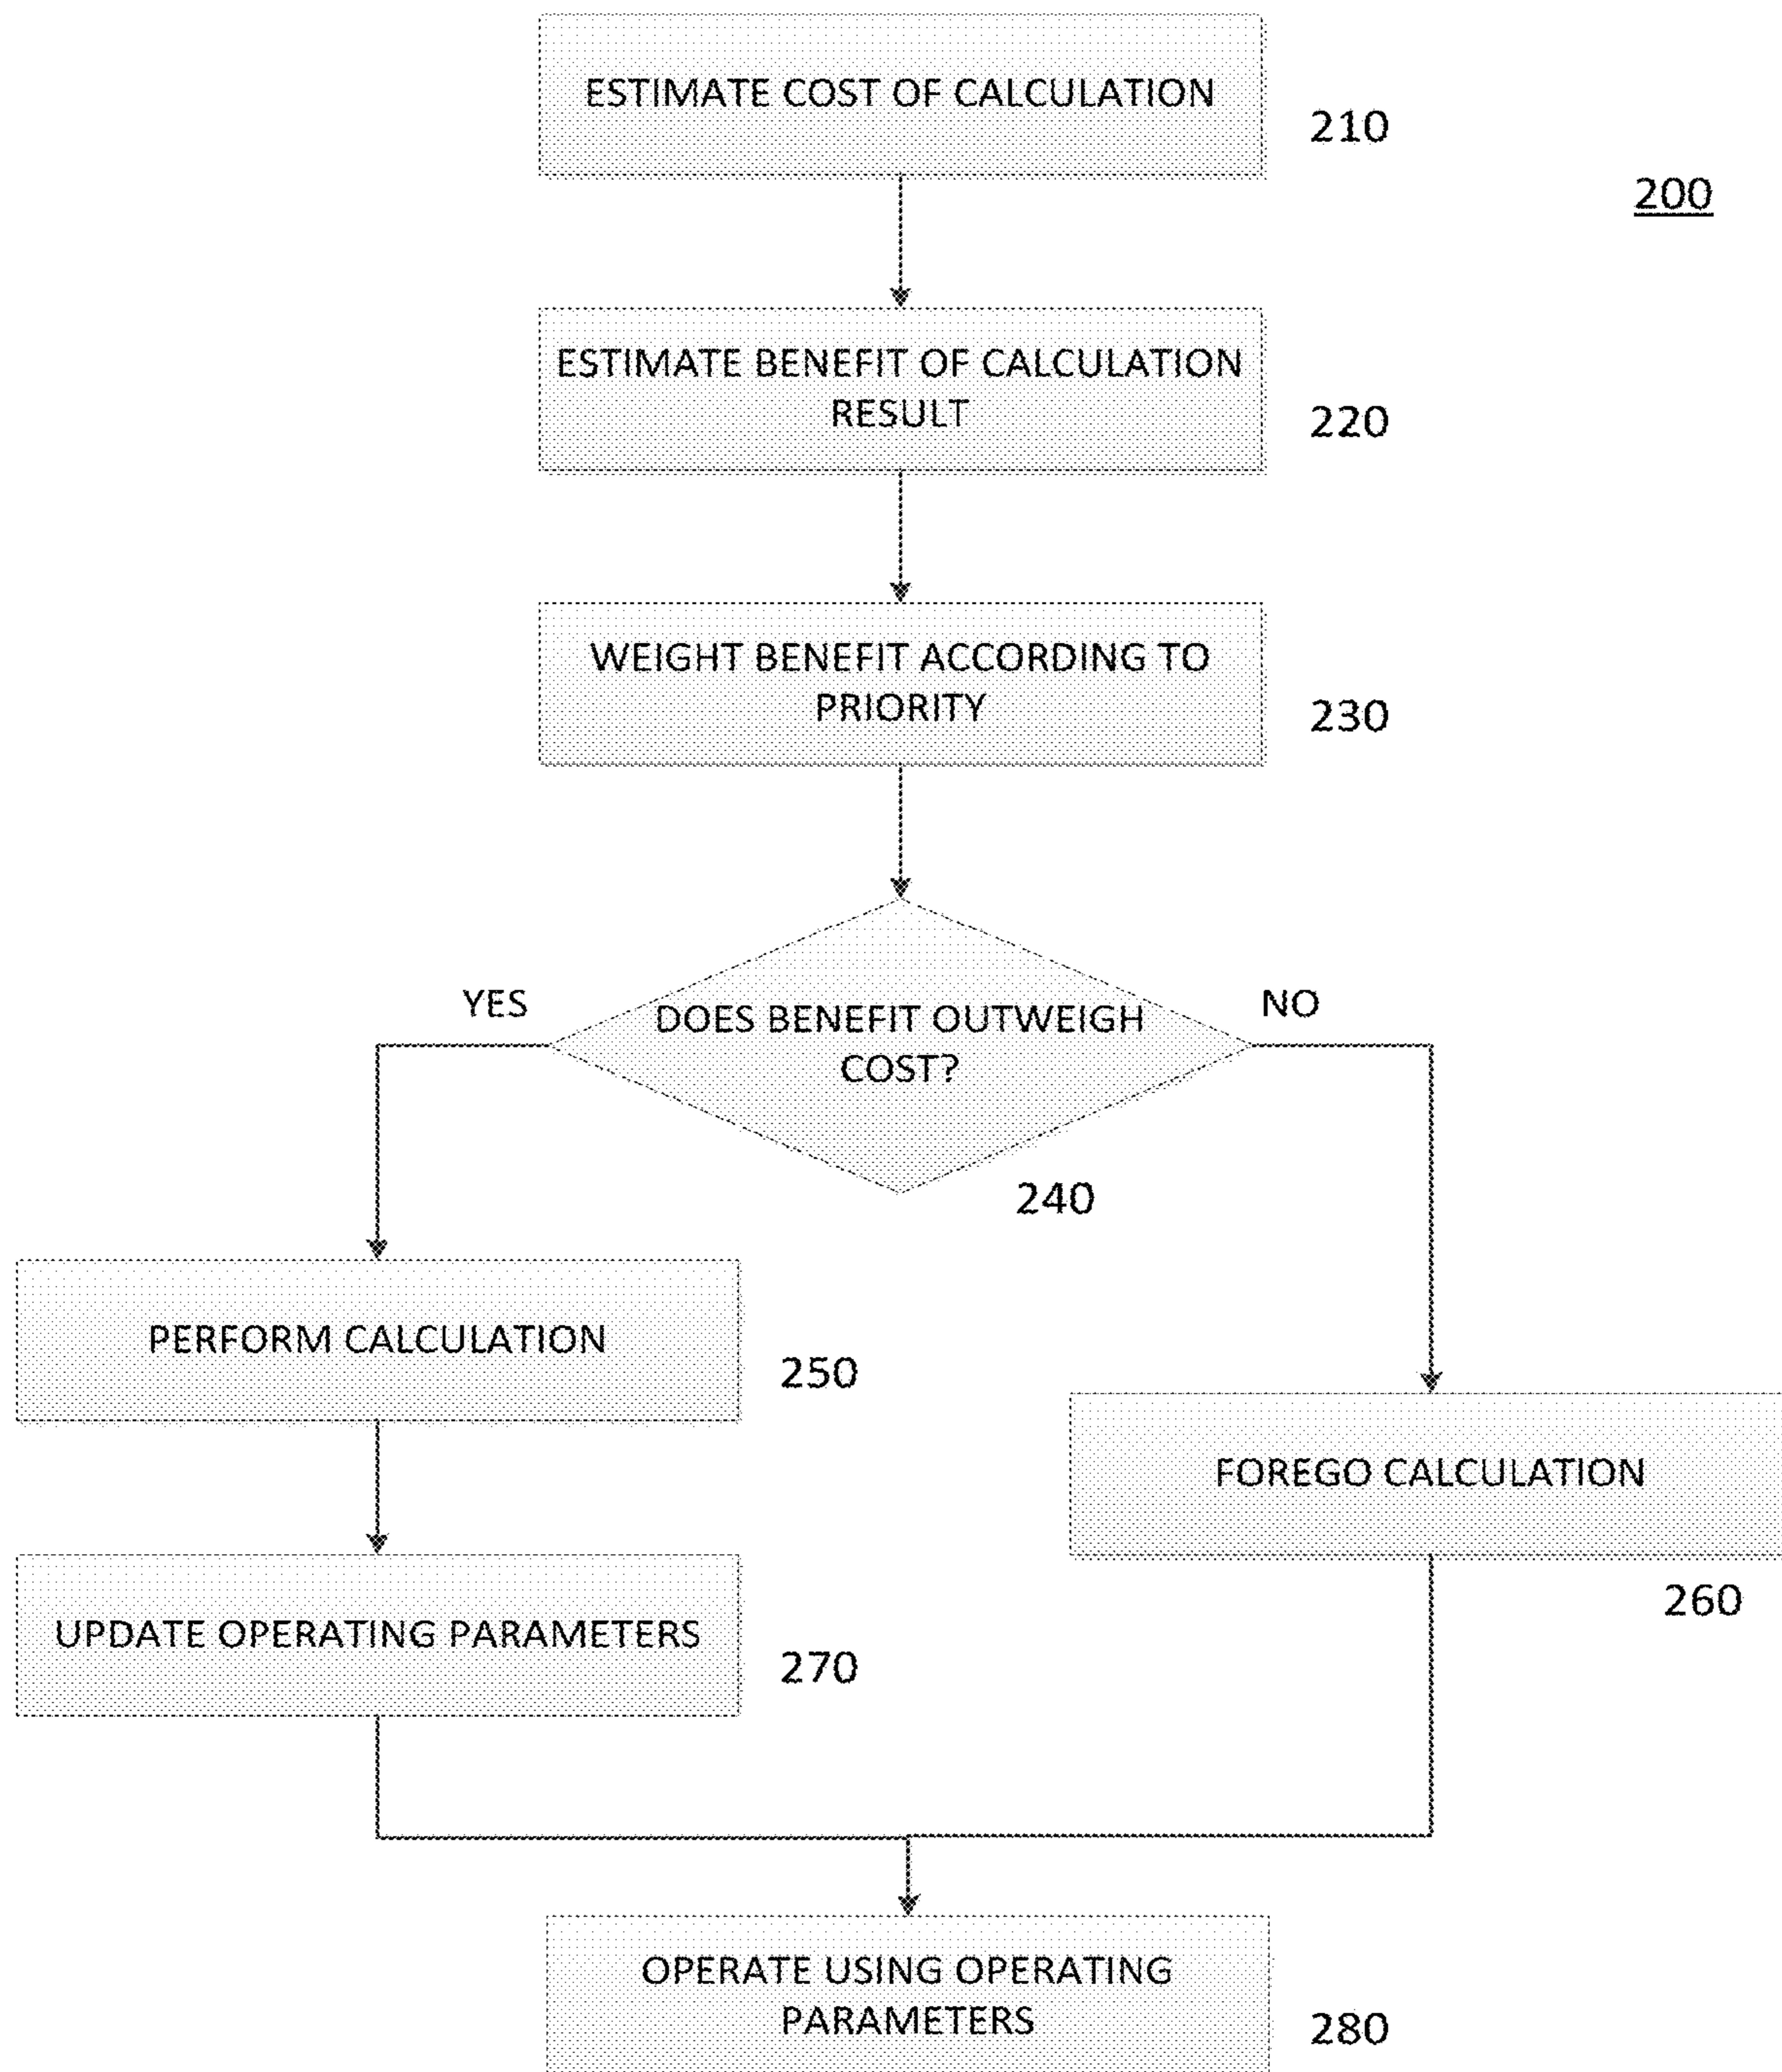 ESTIMATE COST OF CALCULATION
210
200
ESTIMATE BENEFIT OF CALCULATION
RESULT
220
WEIGHT BENEFIT ACCORDING TO
PRIORITY
230
YES
NO
DOES BENEFIT OUTWEIGH
COST?
240
PERFORM CALCULATION
250
FOREGO CALCULATION
260
UPDATE OPERATING PARAMETERS
270
OPERATE USING OPERATING
PARAMETERS
280